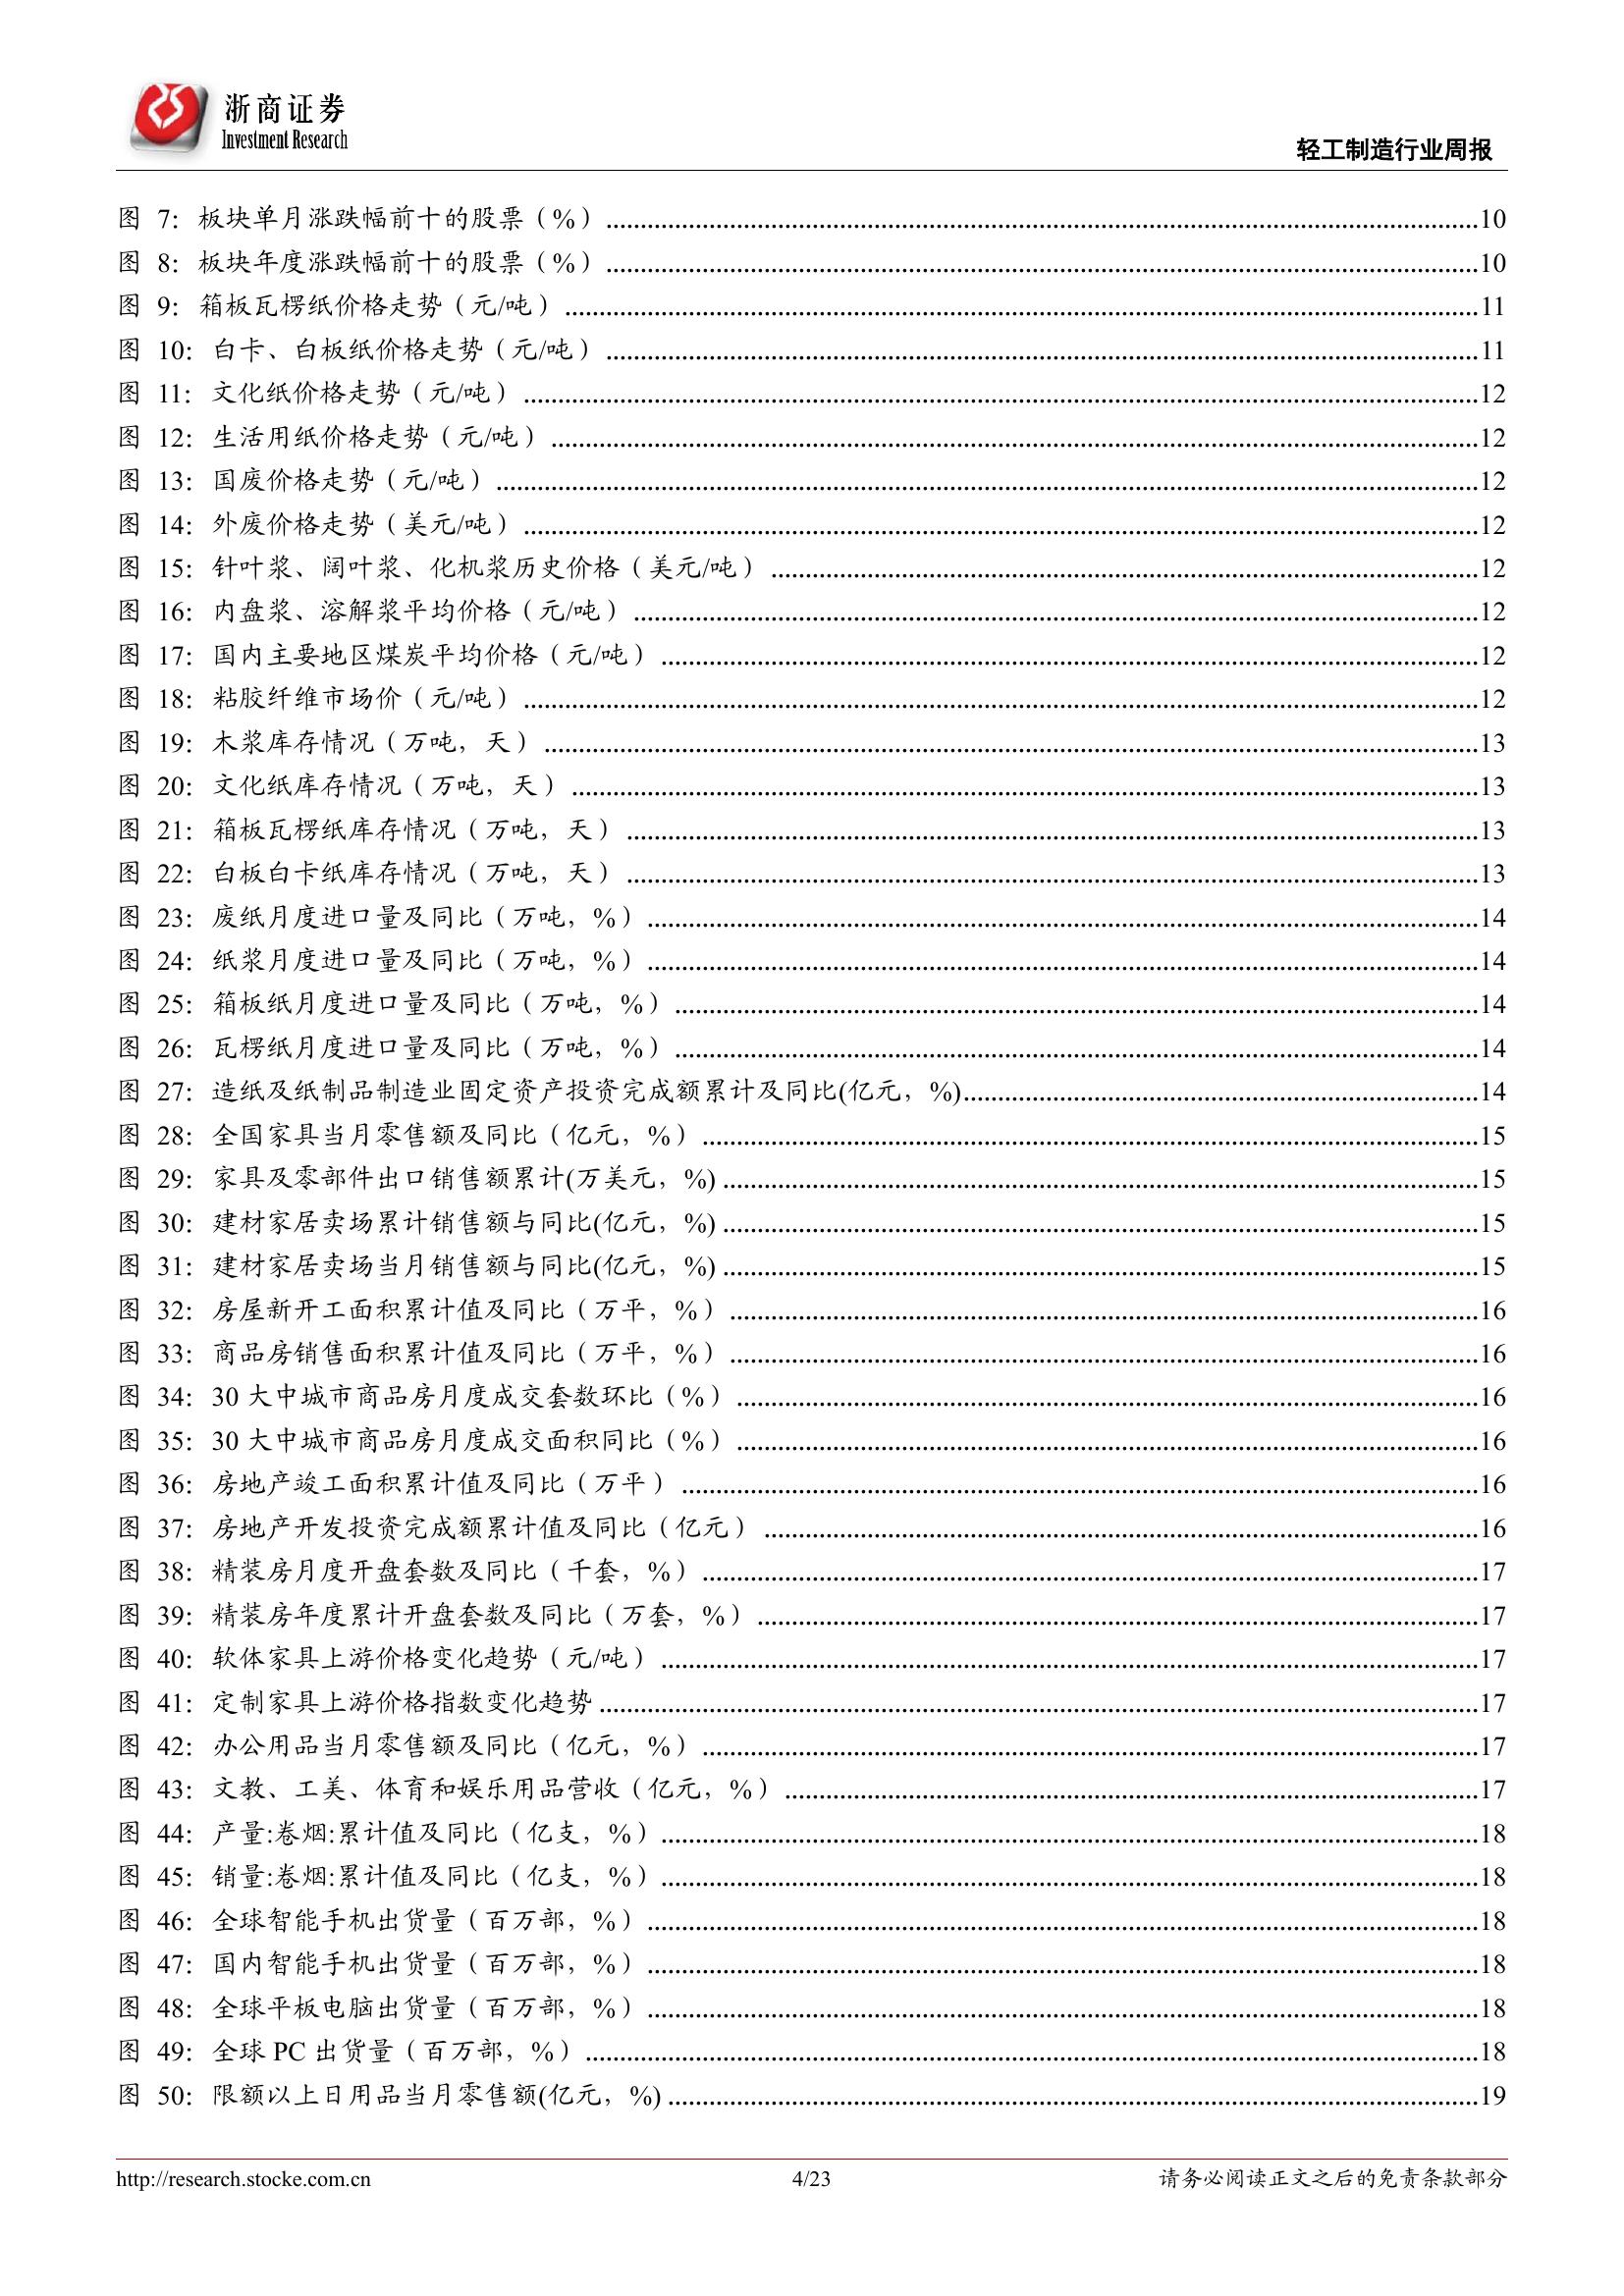 浙商证券
Investment Research
轻工制造行业周报
图 7：板块单月涨跌幅前十的股票（%）10
图 8：板块年度涨跌幅前十的股票（%）10
图 9：箱板瓦楞纸价格走势（元/吨）11
图 10：白卡、白板纸价格走势（元/吨）11
图 11：文化纸价格走势（元/吨）12
图 12：生活用纸价格走势（元/吨）12
图 13：国废价格走势（元/吨）12
图 14：外废价格走势（美元/吨）12
图 15：针叶浆、阔叶浆、化机浆历史价格（美元/吨）12
图 16：内盘浆、溶解浆平均价格（元/吨）12
图 17：国内主要地区煤炭平均价格（元/吨）12
图 18：粘胶纤维市场价（元/吨）12
图 19：木浆库存情况（万吨，天）13
图 20：文化纸库存情况（万吨，天）13
图 21：箱板瓦楞纸库存情况（万吨，天）13
图 22：白板白卡纸库存情况（万吨，天）13
图 23：废纸月度进口量及同比（万吨，%）14
图 24：纸浆月度进口量及同比（万吨，%）14
图 25：箱板纸月度进口量及同比（万吨，%）14
图 26：瓦楞纸月度进口量及同比（万吨，%）14
图 27：造纸及纸制品制造业固定资产投资完成额累计及同比(亿元，%)14
图 28：全国家具当月零售额及同比（亿元，%）15
图 29：家具及零部件出口销售额累计(万美元，%)15
图 30：建材家居卖场累计销售额与同比(亿元，%)15
图 31：建材家居卖场当月销售额与同比(亿元，%)15
图 32：房屋新开工面积累计值及同比（万平，%）16
图 33：商品房销售面积累计值及同比（万平，%）16
图 34：30 大中城市商品房月度成交套数环比（%）16
图 35：30 大中城市商品房月度成交面积同比（%）16
图 36：房地产竣工面积累计值及同比（万平）16
图 37：房地产开发投资完成额累计值及同比（亿元）16
图 38：精装房月度开盘套数及同比（千套，%）17
图 39：精装房年度累计开盘套数及同比（万套，%）17
图 40：软体家具上游价格变化趋势（元/吨）17
图 41：定制家具上游价格指数变化趋势17
图 42：办公用品当月零售额及同比（亿元，%）17
图 43：文教、工美、体育和娱乐用品营收（亿元，%）17
图 44：产量:卷烟:累计值及同比（亿支，%）18
图 45：销量:卷烟:累计值及同比（亿支，%）18
图 46：全球智能手机出货量（百万部，%）18
图 47：国内智能手机出货量（百万部，%）18
图 48：全球平板电脑出货量（百万部，%）18
图 49：全球 PC 出货量（百万部，%）18
图 50：限额以上日用品当月零售额(亿元，%)19
http://research.stocke.com.cn
4/23
请务必阅读正文之后的免责条款部分